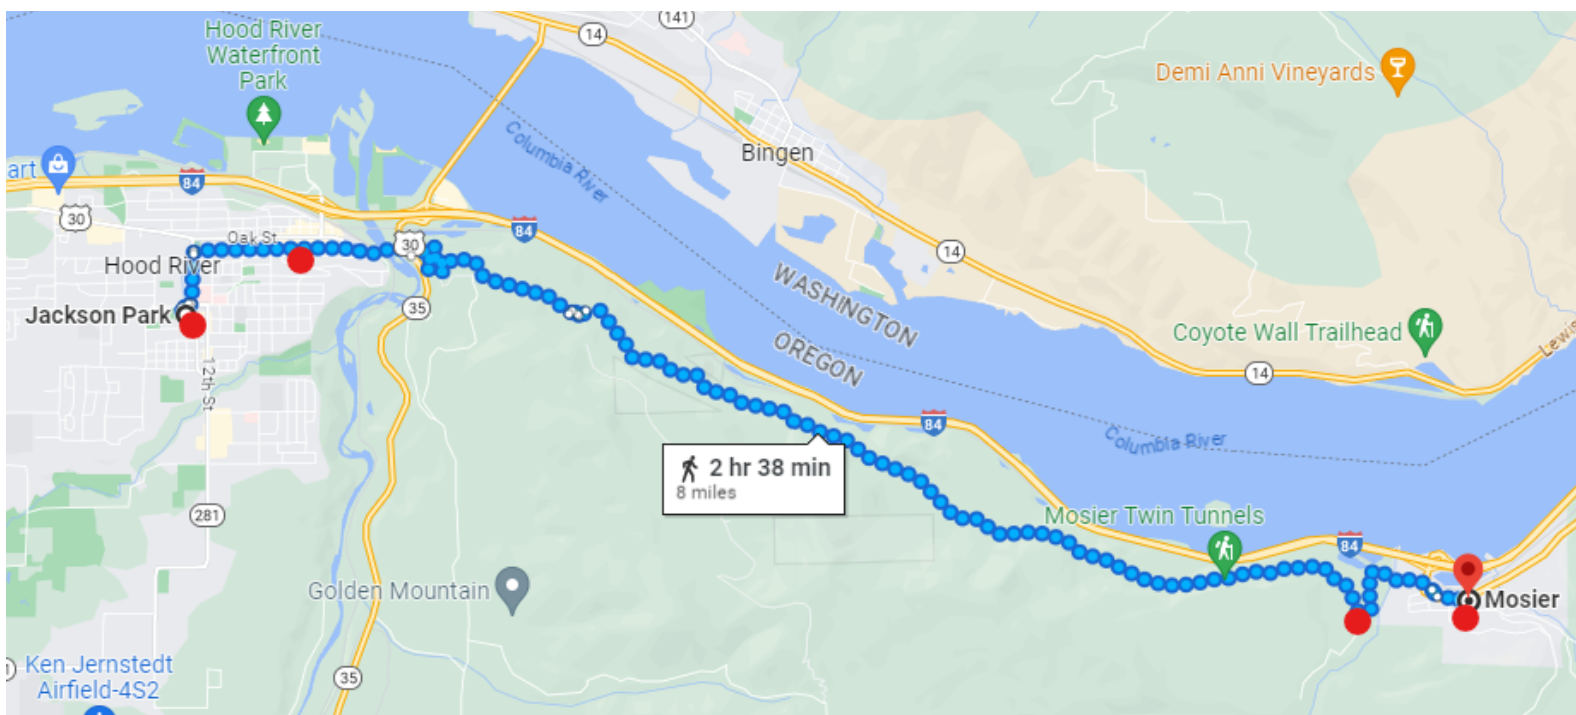 141
14
Hood River
Waterfront
Park
Demi Anni Vineyards
Columbia River
Bingen
art
84
30
Oak St
30
84
14
Hood River
WASHINGTON
Jackson Park
35
OREGON
Coyote Wall Trailhead
Lewis
14
12th St
84
Columbia River
2 hr 38 min
8 miles
281
Mosier Twin Tunnels
84
Golden Mountain
Mosier
Ken Jernstedt
Airfield-4S2
35